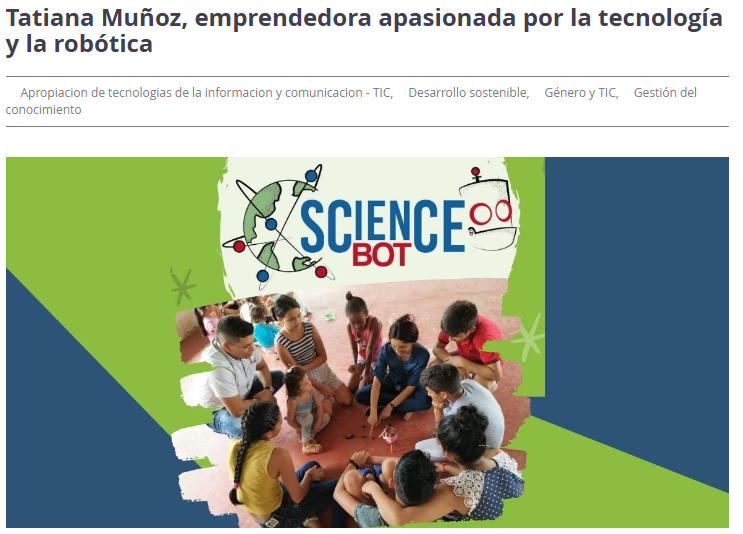 Tatiana Muñoz, emprendedora apasionada por la tecnología
y la robótica
Apropiacion de tecnologias de la informacion y comunicacion - TIC, Desarrollo sostenible, Género y TIC, Gestión del
conocimiento
SCIENCE
BOT